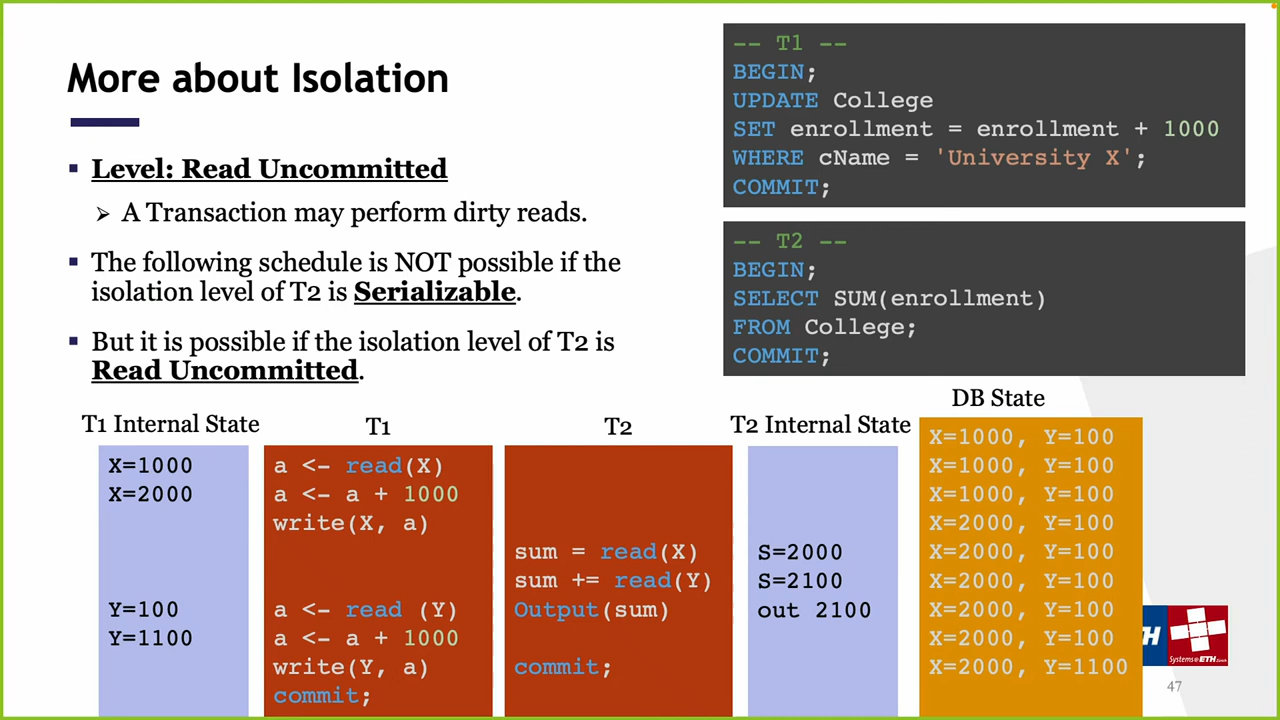 More about Isolation
▪ Level: Read Uncommitted
➢ A Transaction may perform dirty reads.
▪ The following schedule is NOT possible if the
isolation level of T2 is Serializable.
▪ But it is possible if the isolation level of T2 is
Read Uncommitted.
-- T1 --
BEGIN;
UPDATE College
SET enrollment = enrollment + 1000
WHERE cName = 'University X';
COMMIT;
-- T2 --
BEGIN;
SELECT SUM(enrollment)
FROM College;
COMMIT;
T1 Internal State
X=1000
X=2000
Y=100
Y=1100
T1
a <- read(X)
a <- a + 1000
write(X, a)
a <- read (Y)
a <- a + 1000
write(Y, a)
commit;
T2
sum = read(X)
sum += read(Y)
Output(sum)
commit;
T2 Internal State
S=2000
S=2100
out 2100
DB State
X=1000, Y=100
X=1000, Y=100
X=1000, Y=100
X=2000, Y=100
X=2000, Y=100
X=2000, Y=100
X=2000, Y=100
X=2000, Y=100
X=2000, Y=1100
Systems@ETH Zürich
47